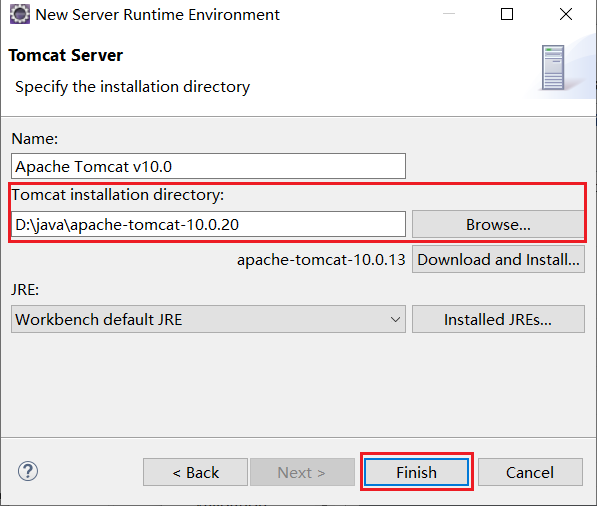 New Server Runtime Environment
Tomcat Server
Specify the installation directory
Name:
Apache Tomcat v10.0
Tomcat installation directory:
D:\java\apache-tomcat-10.0.20
Browse...
apache-tomcat-10.0.13
Download and Install...
JRE:
Workbench default JRE
Installed JREs...
?
< Back
Next >
Finish
Cancel